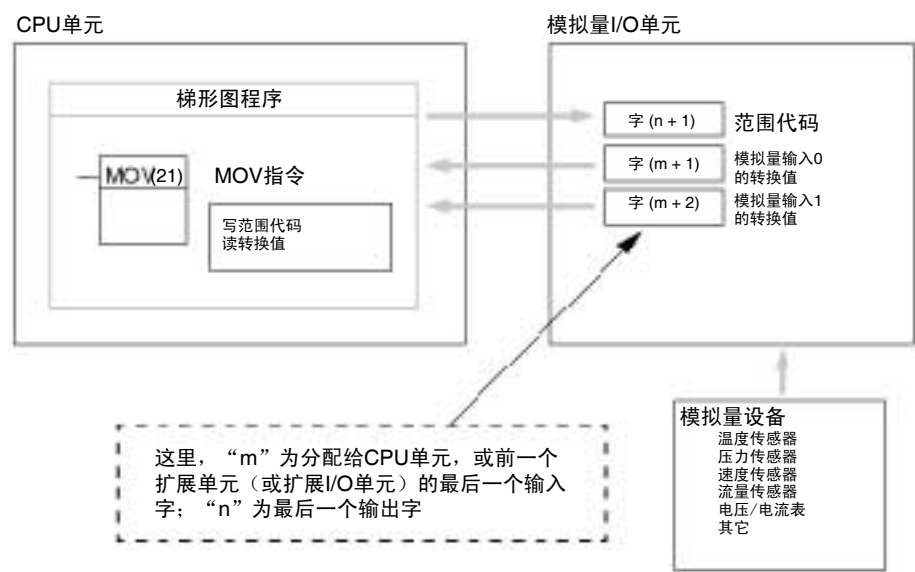 CPU单元
模拟量I/O单元
梯形图程序
MOV(21)
MOV指令
写范围代码
读转换值
字 (n + 1)
范围代码
字 (m + 1)
模拟量输入0
的转换值
字 (m + 2)
模拟量输入1
的转换值
这里，“m”为分配给CPU单元，或前一个
扩展单元（或扩展I/O单元）的最后一个输入
字；“n”为最后一个输出字
模拟量设备
温度传感器
压力传感器
速度传感器
流量传感器
电压/电流表
其它